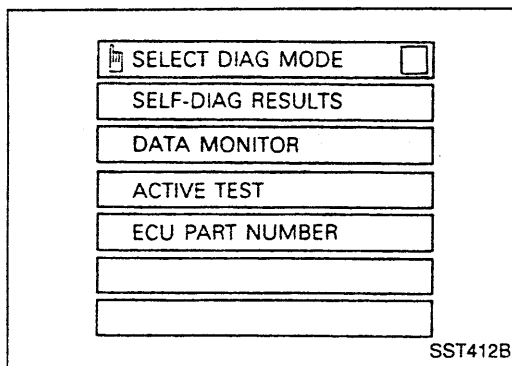 SELECT DIAG MODE
SELF-DIAG RESULTS
DATA MONITOR
ACTIVE TEST
ECU PART NUMBER
SST412B